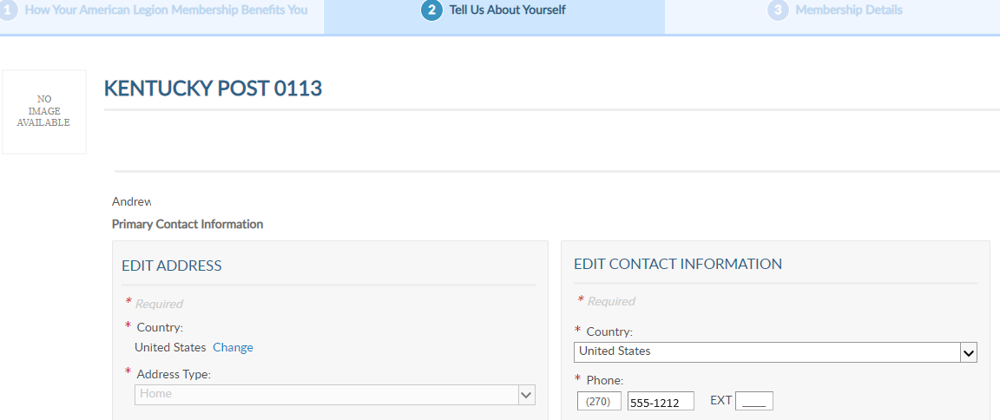 1 How Your American Legion Membership Benefits You
2 Tell Us About Yourself
3 Membership Details
NO
IMAGE
AVAILABLE
KENTUCKY POST 0113
Andrew
Primary Contact Information
EDIT ADDRESS
* Required
* Country:
United States Change
* Address Type:
Home
EDIT CONTACT INFORMATION
* Required
* Country:
United States
* Phone:
(270) 555-1212 EXT _____